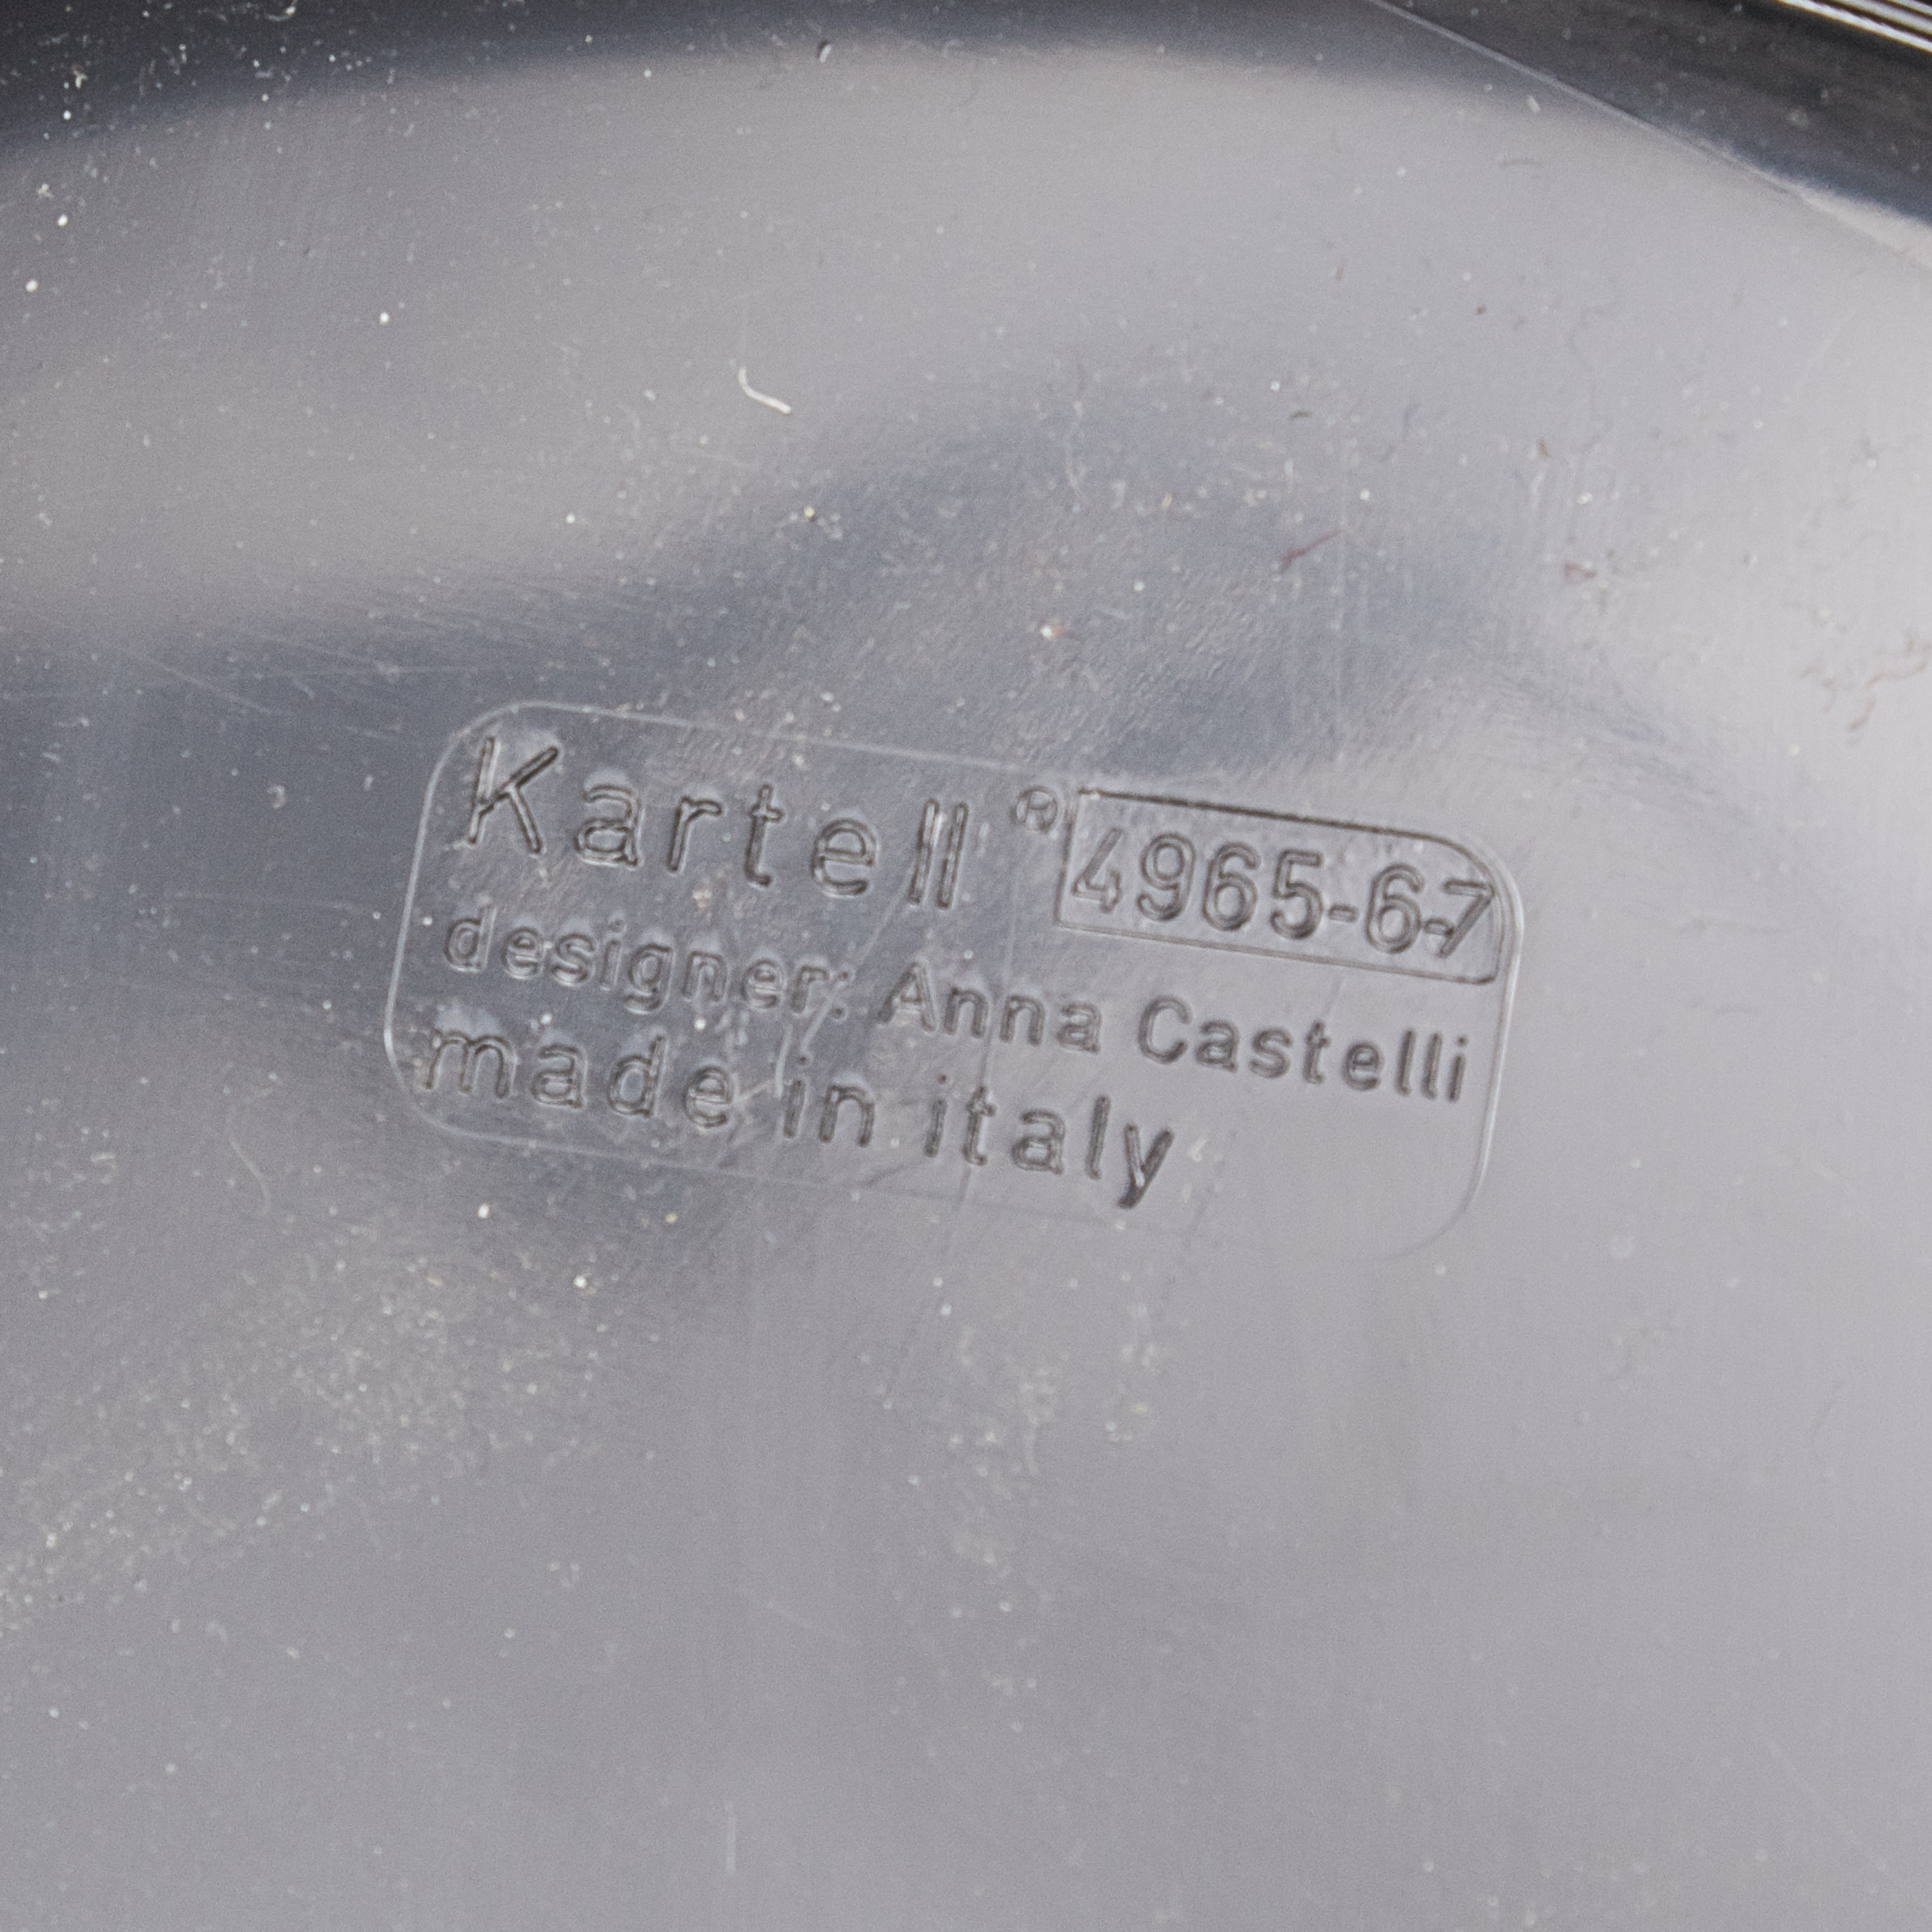 Kartell ® 4965-6-7
designer: Anna Castelli
made in italy